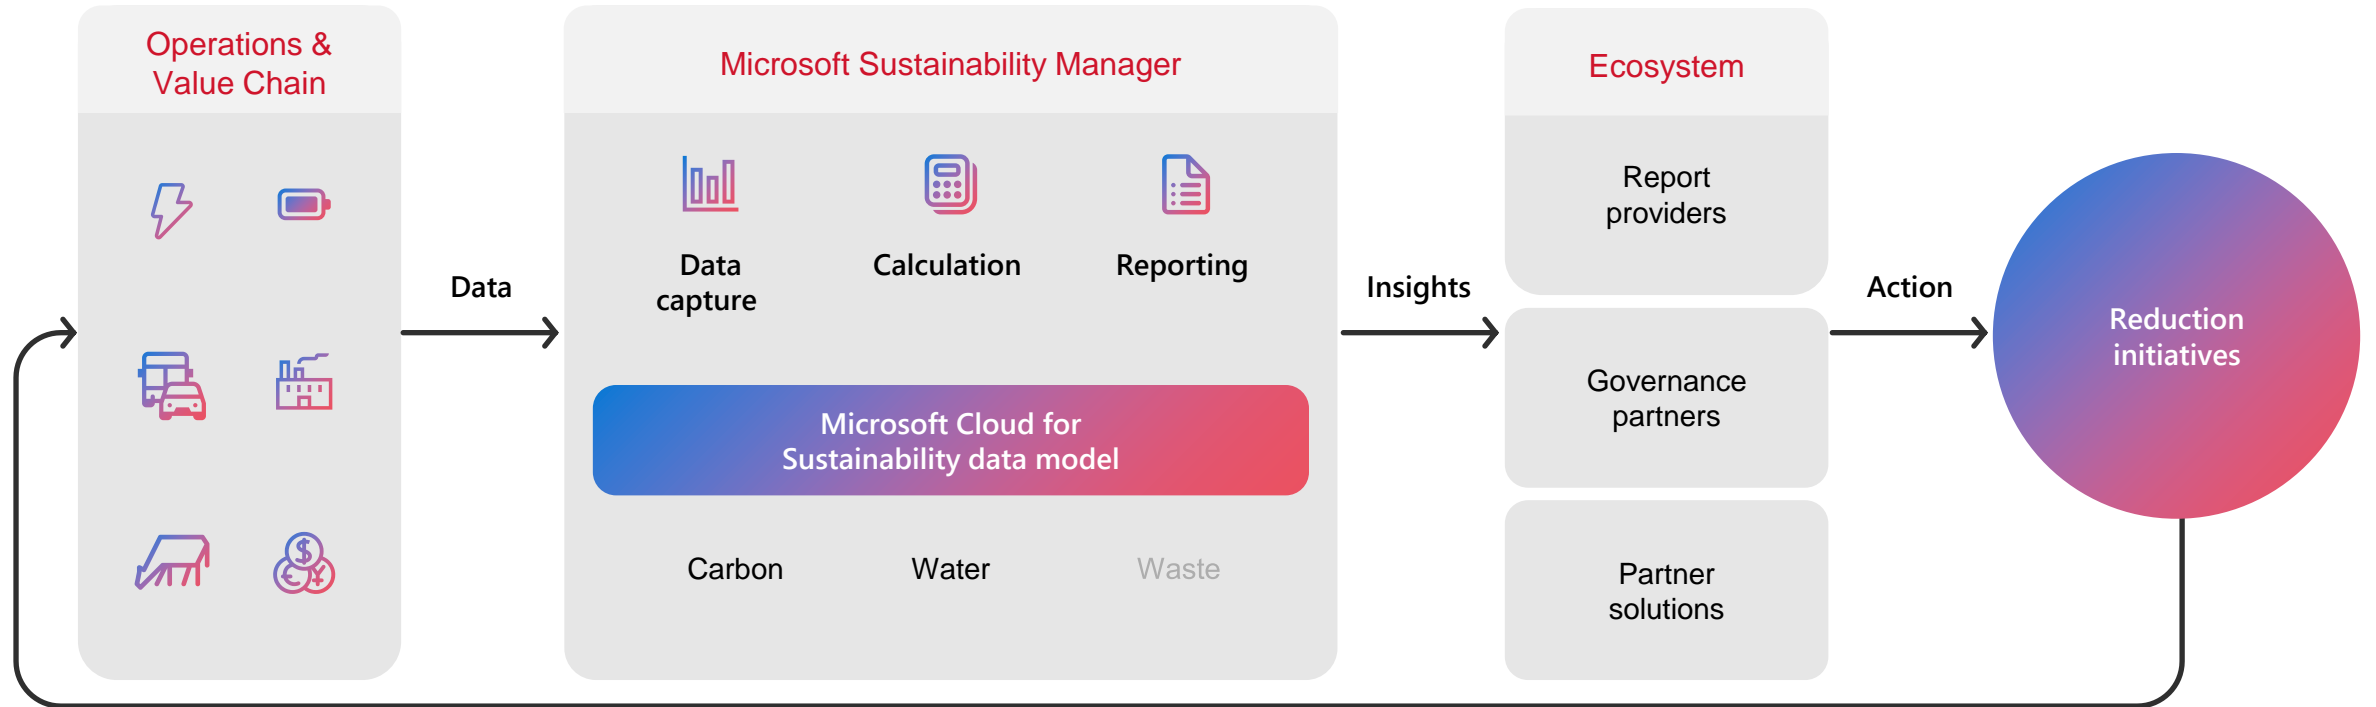 Operations &
Value Chain
Data
Microsoft Sustainability Manager
Data
capture
Calculation
Reporting
Microsoft Cloud for
Sustainability data model
Carbon
Water
Waste
Insights
Ecosystem
Report
providers
Governance
partners
Partner
solutions
Action
Reduction
initiatives